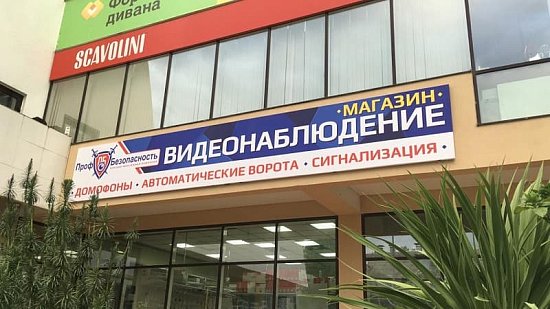 дивана
SCAVOLINI
• МАГАЗИН •
Проф Безопасность
ВИДЕОНАБЛЮДЕНИЕ
• ДОМОФОНЫ • АВТОМАТИЧЕСКИЕ ВОРОТА • СИГНАЛИЗАЦИЯ •